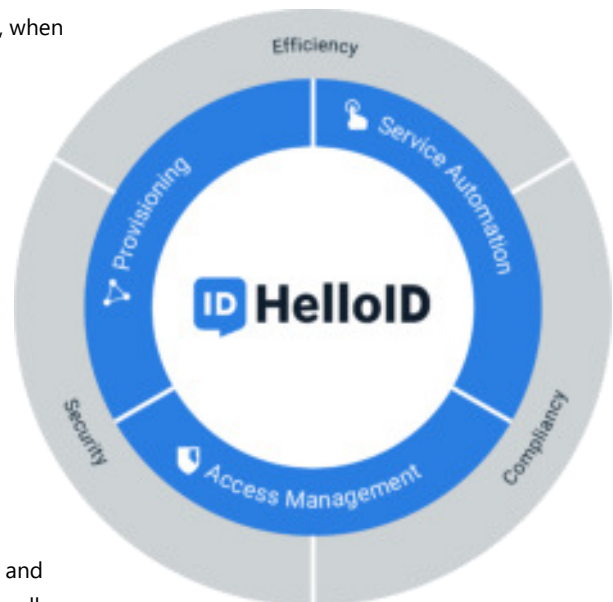 , when
Efficiency
Service Automation
Provisioning
ID HelloID
Security
Compliancy
Access Management
and